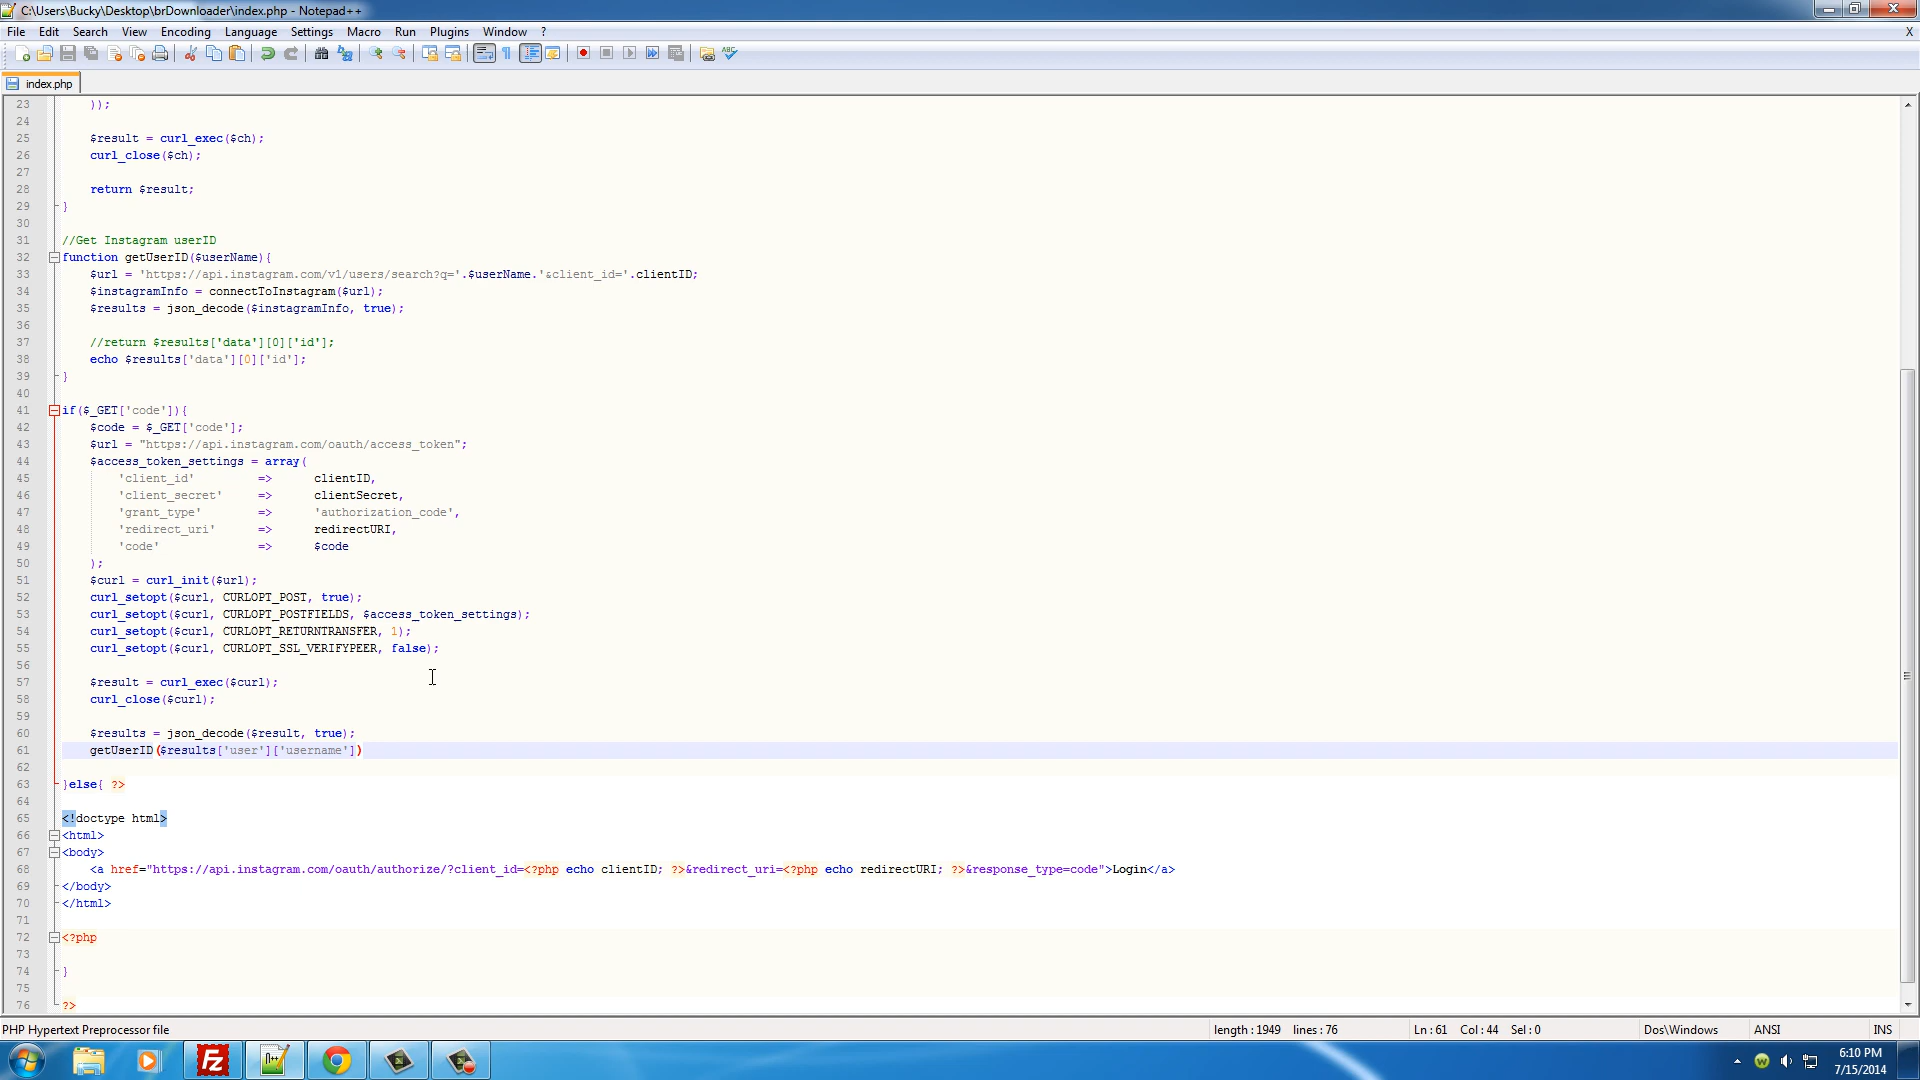 C:\Users\Bucky\Desktop\brDownloader\index.php - Notepad++
File Edit Search View Encoding Language Settings Macro Run Plugins Window ? X
index.php
23 ));
24
25 $result = curl_exec($ch);
26 curl_close($ch);
27
28 return $result;
29 }
30
31 //Get Instagram userID
32 function getUserID($userName){
33 $url = 'https://api.instagram.com/v1/users/search?q='.$userName.'&client_id='.clientID;
34 $instagramInfo = connectToInstagram($url);
35 $results = json_decode($instagramInfo, true);
36
37 //return $results['data'][0]['id'];
38 echo $results['data'][0]['id'];
39 }
40
41 if($_GET['code']){
42 $code = $_GET['code'];
43 $url = "https://api.instagram.com/oauth/access_token";
44 $access_token_settings = array(
45 'client_id' => clientID,
46 'client_secret' => clientSecret,
47 'grant_type' => 'authorization_code',
48 'redirect_uri' => redirectURI,
49 'code' => $code
50 );
51 $curl = curl_init($url);
52 curl_setopt($curl, CURLOPT_POST, true);
53 curl_setopt($curl, CURLOPT_POSTFIELDS, $access_token_settings);
54 curl_setopt($curl, CURLOPT_RETURNTRANSFER, 1);
55 curl_setopt($curl, CURLOPT_SSL_VERIFYPEER, false);
56
57 $result = curl_exec($curl);
58 curl_close($curl);
59
60 $results = json_decode($result, true);
61 getUserID($results['user']['username'])
62
63 }else{ ?>
64
65 <!doctype html>
66 <html>
67 <body>
68 <a href="https://api.instagram.com/oauth/authorize/?client_id=<?php echo clientID; ?>&redirect_uri=<?php echo redirectURI; ?>&response_type=code">Login</a>
69 </body>
70 </html>
71
72 <?php
73
74 }
75
76 ?>
PHP Hypertext Preprocessor file length : 1949 lines : 76 Ln : 61 Col : 44 Sel : 0 Dos\Windows ANSI INS
6:10 PM
7/15/2014